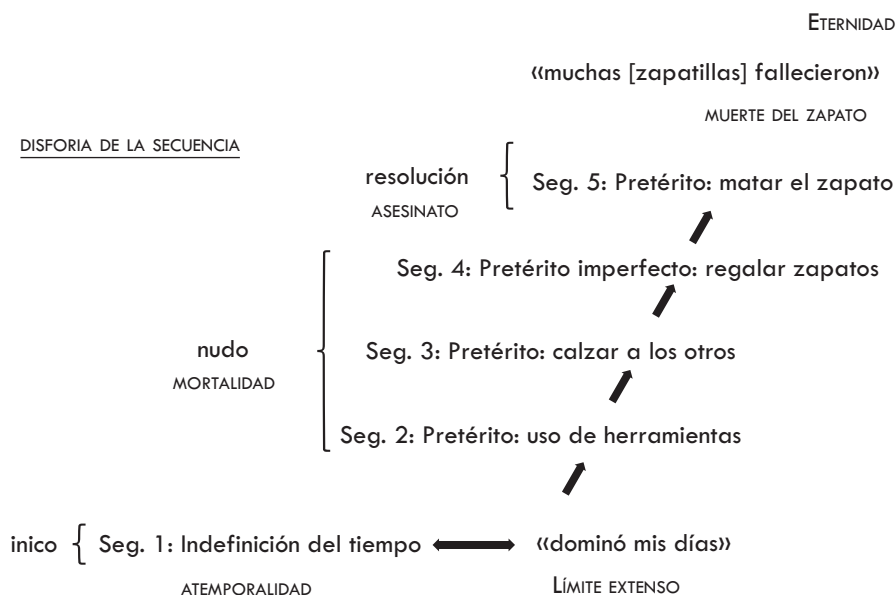 ETERNIDAD
«muchas [zapatillas] fallecieron»
MUERTE DEL ZAPATO
DISFORIA DE LA SECUENCIA
resolución { Seg. 5: Pretérito: matar el zapato
ASESINATO
Seg. 4: Pretérito imperfecto: regalar zapatos
nudo { Seg. 3: Pretérito: calzar a los otros
MORTALIDAD
Seg. 2: Pretérito: uso de herramientas
inico { Seg. 1: Indefinición del tiempo «dominó mis días»
ATEMPORALIDAD LÍMITE EXTENSO